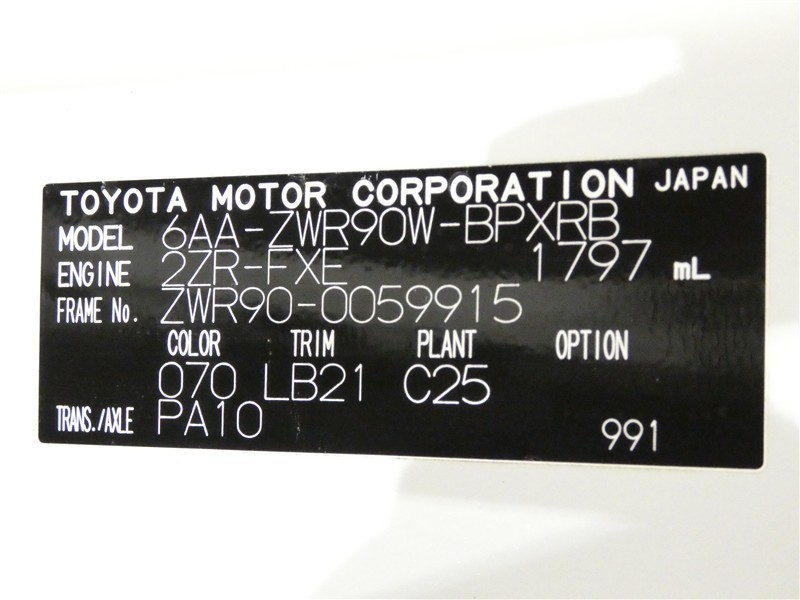 TOYOTA MOTOR CORPORATION JAPAN
MODEL 6AA-ZWR90W-BPXRB
ENGINE 2ZR-FXE 1797 mL
FRAME No. ZWR90-0059915
COLOR TRIM PLANT OPTION
070 LB21 C25
TRANS./AXLE PA10
991